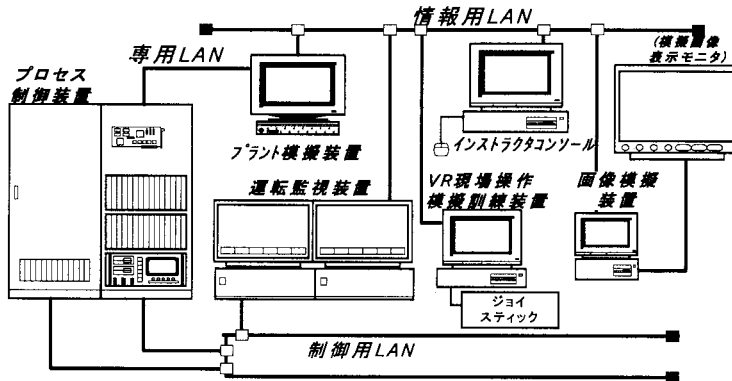 情報用LAN
専用LAN
(模擬画像
表示モニタ)
プロセス
制御装置
プラント模擬装置
インストラクタコンソール
運転監視装置
VR現場操作
模擬訓練装置
画像模擬
装置
ジョイ
スティック
制御用LAN